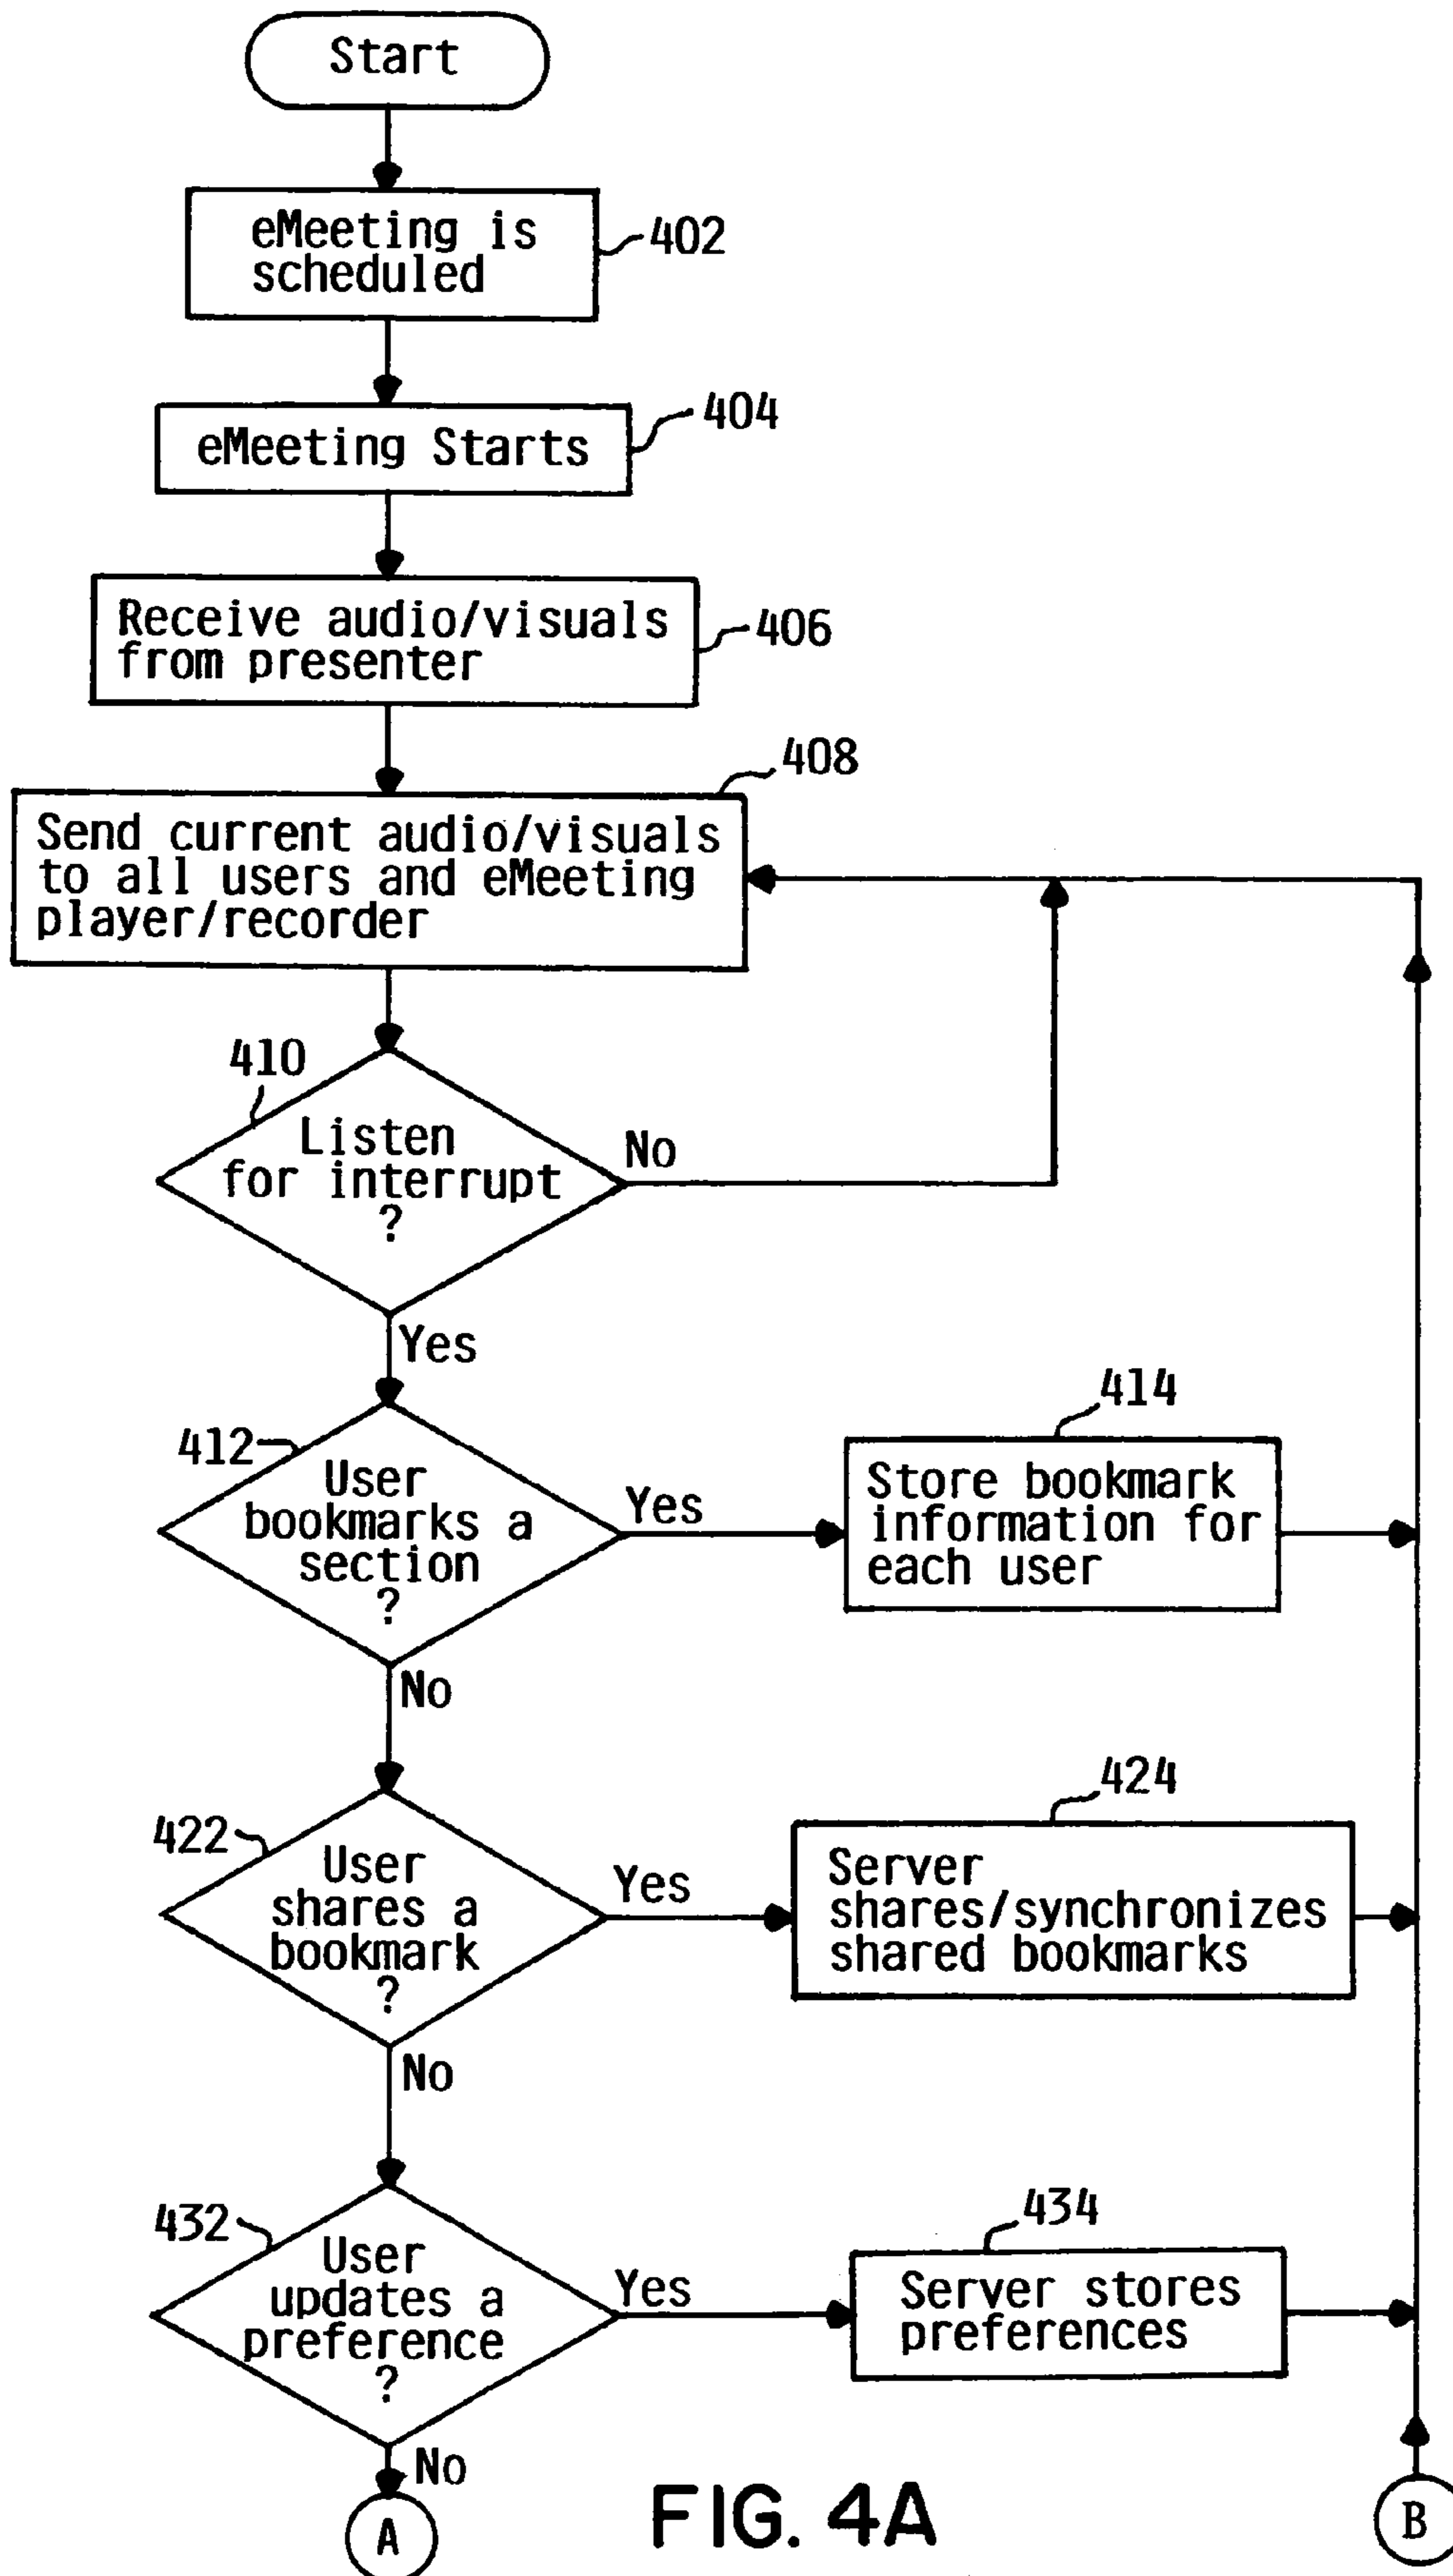 Start
eMeeting is
scheduled
402
eMeeting Starts
404
Receive audio/visuals
from presenter
406
408
Send current audio/visuals
to all users and eMeeting
player/recorder
410
Listen
for interrupt
?
No
Yes
412
User
bookmarks a
section
?
Yes
414
Store bookmark
information for
each user
No
422
User
shares a
bookmark
?
Yes
424
Server
shares/synchronizes
shared bookmarks
No
432
User
updates a
preference
?
Yes
434
Server stores
preferences
No
A
FIG. 4A
B